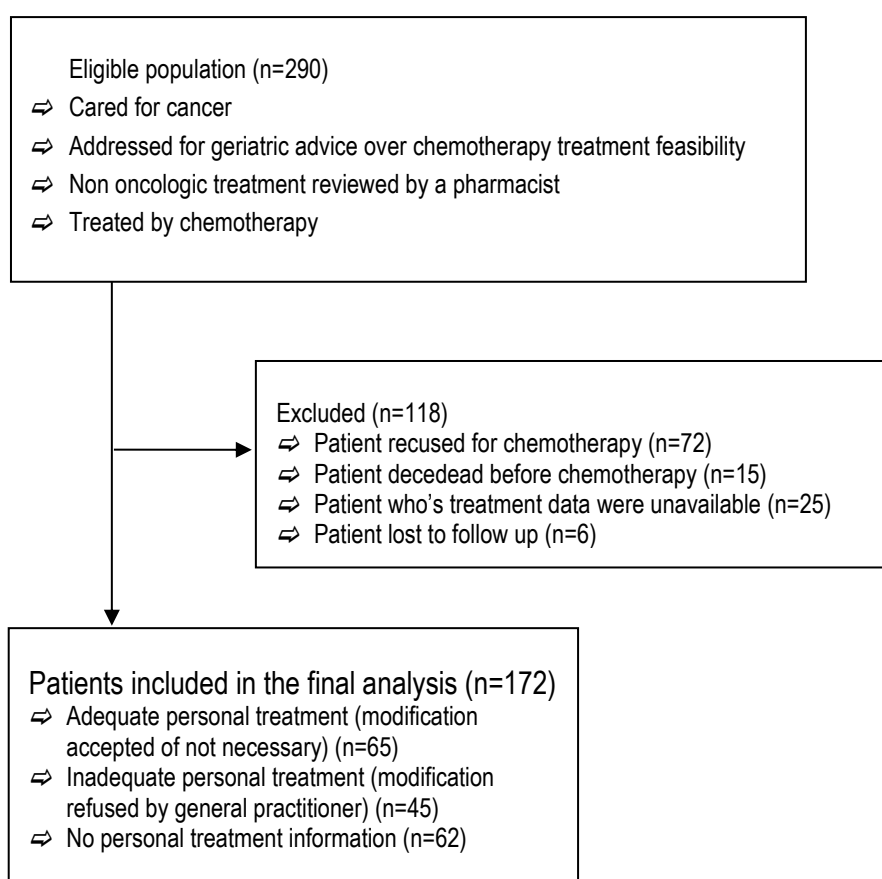 Eligible population (n=290)
⇨ Cared for cancer
⇨ Addressed for geriatric advice over chemotherapy treatment feasibility
⇨ Non oncologic treatment reviewed by a pharmacist
⇨ Treated by chemotherapy
Excluded (n=118)
⇨ Patient recused for chemotherapy (n=72)
⇨ Patient decedead before chemotherapy (n=15)
⇨ Patient who's treatment data were unavailable (n=25)
⇨ Patient lost to follow up (n=6)
Patients included in the final analysis (n=172)
⇨ Adequate personal treatment (modification
accepted of not necessary) (n=65)
⇨ Inadequate personal treatment (modification
refused by general practitioner) (n=45)
⇨ No personal treatment information (n=62)